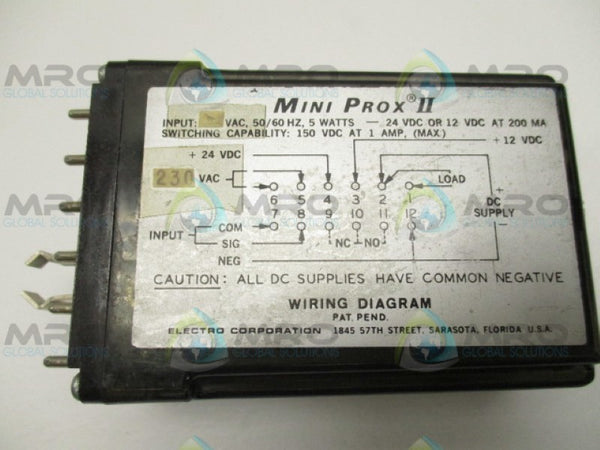 MINI PROX® II
INPUT: VAC, 50/60 HZ, 5 WATTS — 24 VDC OR 12 VDC AT 200 MA
SWITCHING CAPABILITY: 150 VDC AT 1 AMP, (MAX.)
+ 24 VDC
+ 12 VDC
230 VAC
LOAD
6 5 4 3 2 1
+
DC
SUPPLY
−
7 8 9 10 11 12
INPUT
COM
SIG
NC NO
NEG
CAUTION: ALL DC SUPPLIES HAVE COMMON NEGATIVE
WIRING DIAGRAM
PAT. PEND.
ELECTRO CORPORATION 1845 57TH STREET, SARASOTA, FLORIDA U.S.A.
MRO
GLOBAL SOLUTIONS